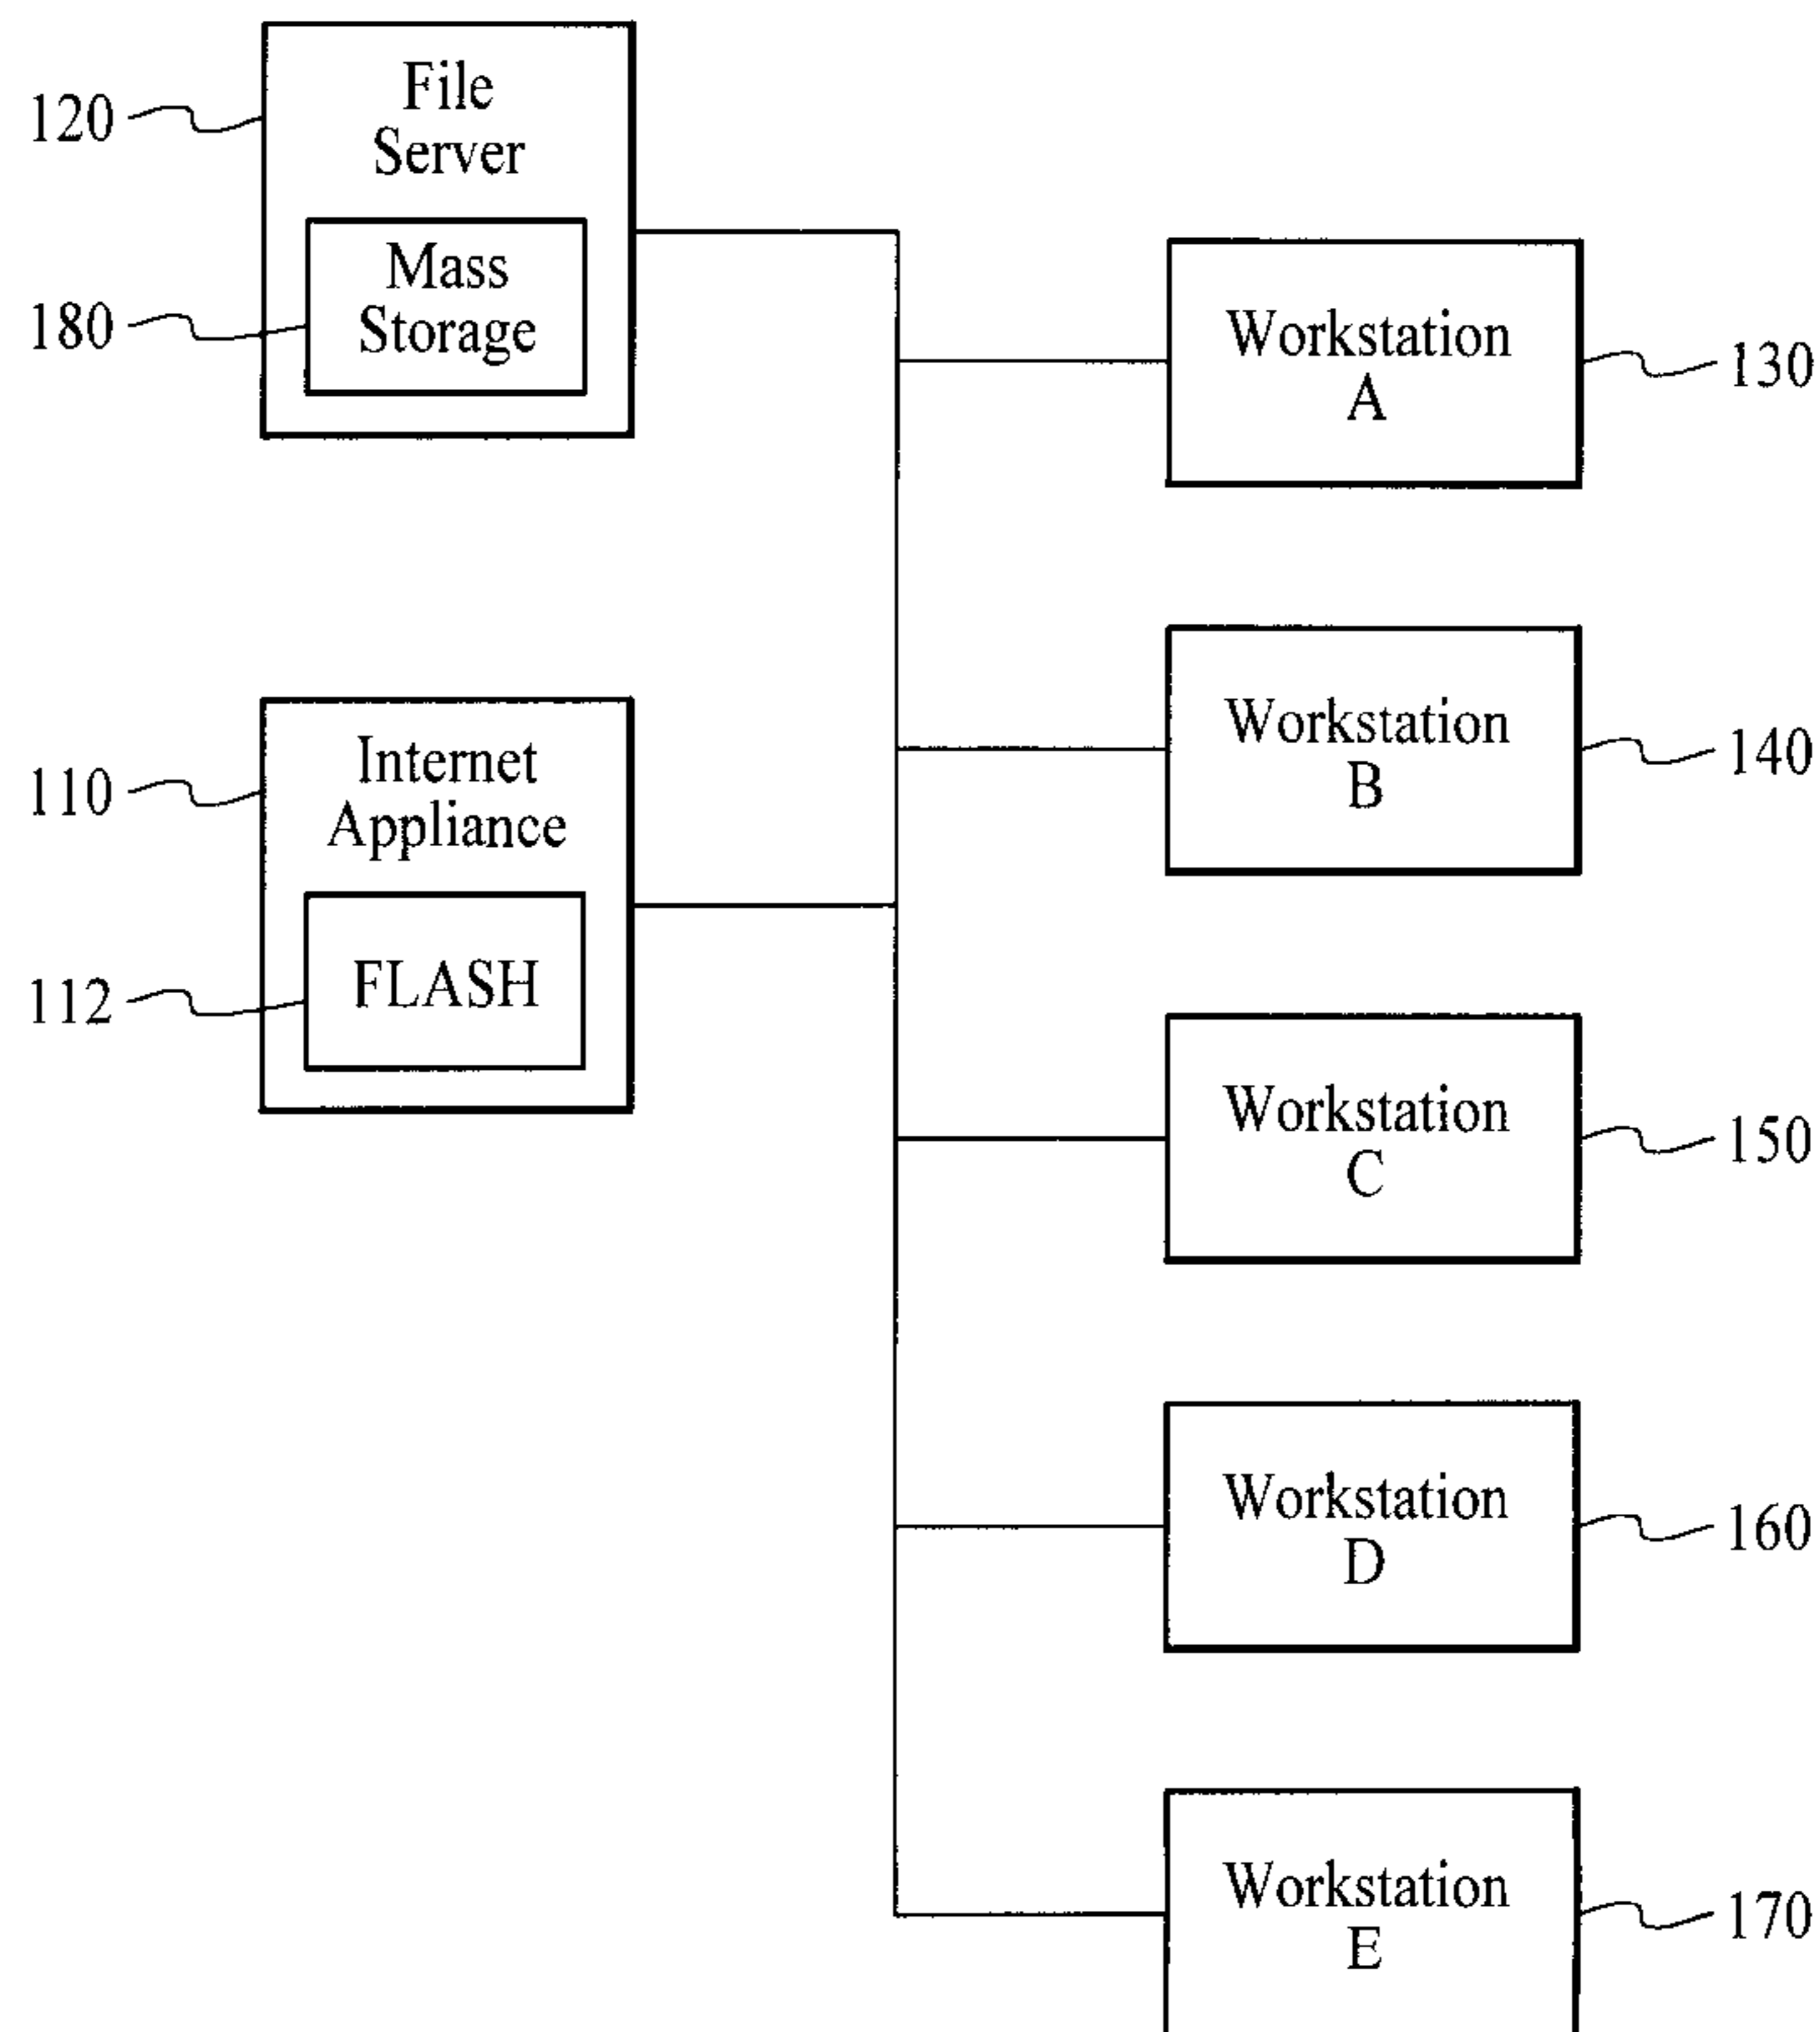 120
File
Server
180
Mass
Storage
110
Internet
Appliance
112
FLASH
Workstation
A
130
Workstation
B
140
Workstation
C
150
Workstation
D
160
Workstation
E
170